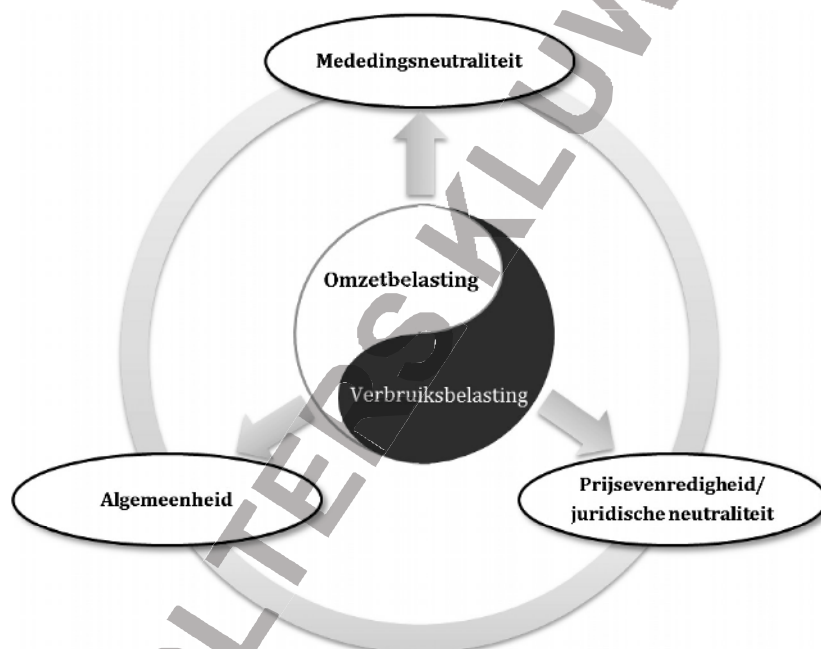 Mededingsneutraliteit
Omzetbelasting
Verbruiksbelasting
Algemeenheid
Prijsevenredigheid/
juridische neutraliteit
WOLTERS KLUWER